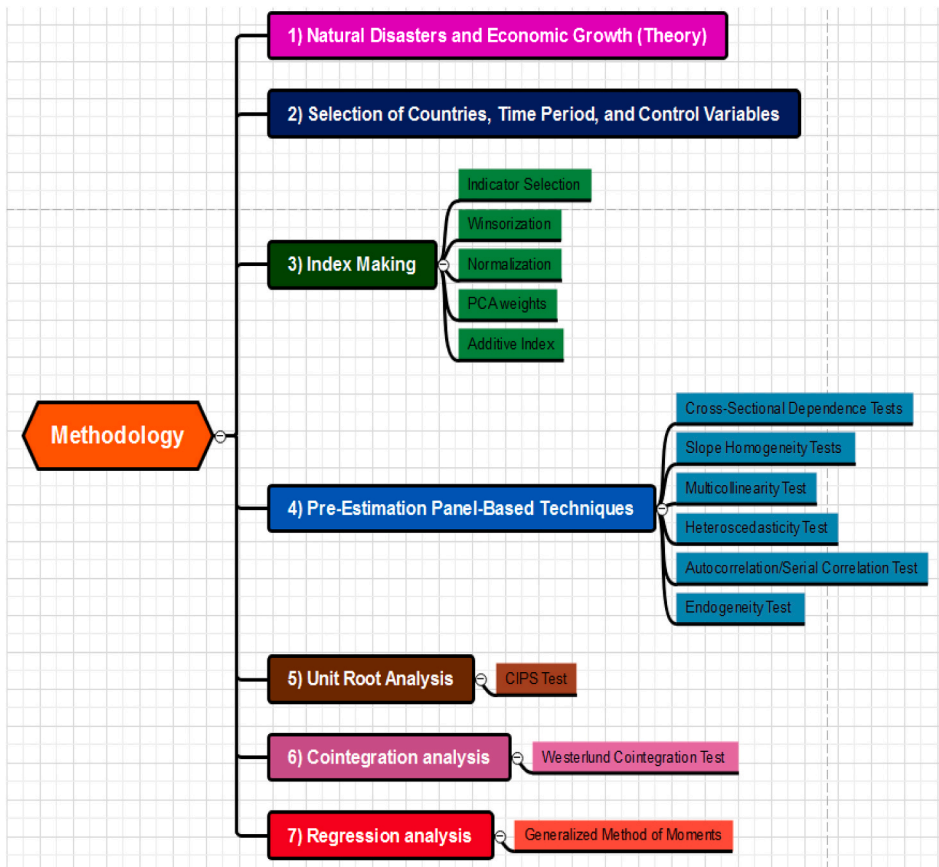 1) Natural Disasters and Economic Growth (Theory)
2) Selection of Countries, Time Period, and Control Variables
Indicator Selection
Winsorization
3) Index Making
Normalization
PCA weights
Additive Index
Methodology
Cross-Sectional Dependence Tests
Slope Homogeneity Tests
Multicollinearity Test
4) Pre-Estimation Panel-Based Techniques
Heteroscedasticity Test
Autocorrelation/Serial Correlation Test
Endogeneity Test
5) Unit Root Analysis
CIPS Test
6) Cointegration analysis
Westerlund Cointegration Test
7) Regression analysis
Generalized Method of Moments